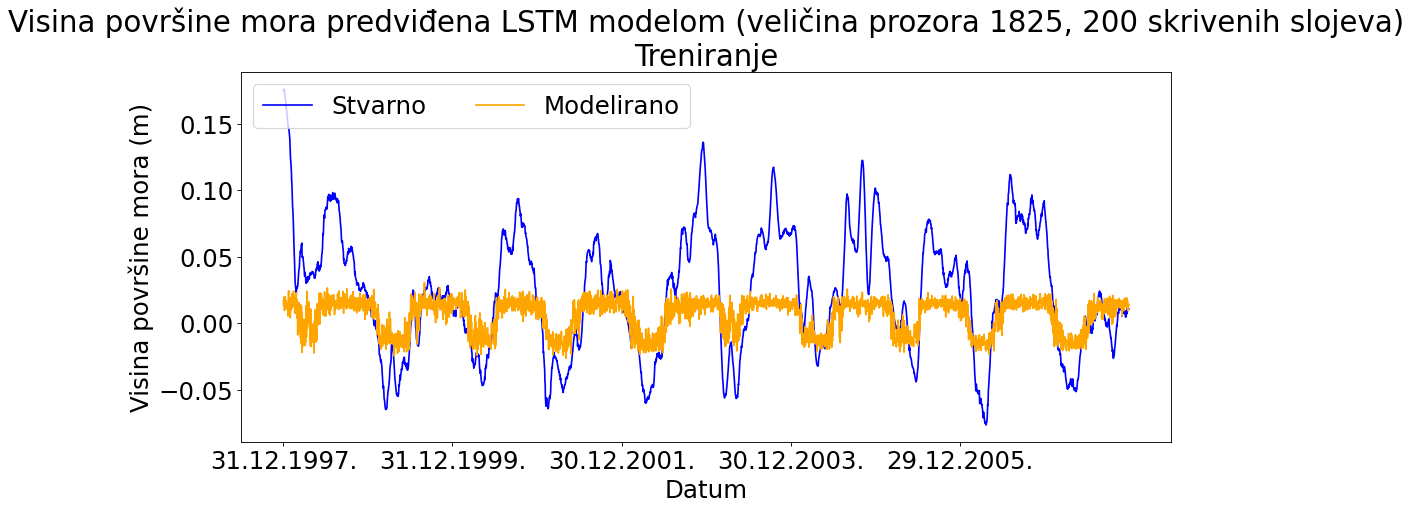 Visina površine mora predviđena LSTM modelom (veličina prozora 1825, 200 skrivenih slojeva)
Treniranje
Stvarno Modelirano
Visina površine mora (m)
0.15
0.10
0.05
0.00
−0.05
31.12.1997. 31.12.1999. 30.12.2001. 30.12.2003. 29.12.2005.
Datum